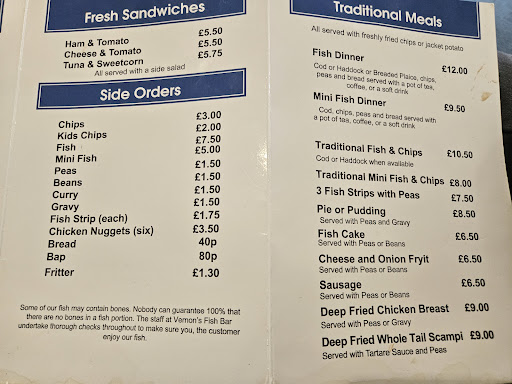 Fresh Sandwiches
Ham & Tomato £5.50
Cheese & Tomato £5.50
Tuna & Sweetcorn £5.75
All served with a side salad
Side Orders
Chips £3.00
Kids Chips £2.00
Fish £7.50
Mini Fish £5.00
Peas £1.50
Beans £1.50
Curry £1.50
Gravy £1.50
Fish Strip (each) £1.75
Chicken Nuggets (six) £3.50
Bread 40p
Bap 80p
Fritter £1.30
Some of our fish may contain bones. Nobody can guarantee 100% that
there are no bones in a fish portion. The staff at Vernon's Fish Bar
undertake thorough checks throughout to make sure you, the customer
enjoy our fish.
Traditional Meals
All served with freshly fried chips or jacket potato
Fish Dinner £12.00
Cod or Haddock or Breaded Plaice, chips,
peas and bread served with a pot of tea,
coffee, or a soft drink
Mini Fish Dinner £9.50
Cod, chips, peas and bread served with
a pot of tea, coffee, or a soft drink
Traditional Fish & Chips £10.50
Cod or Haddock when available
Traditional Mini Fish & Chips £8.00
3 Fish Strips with Peas £7.50
Pie or Pudding £8.50
Served with Peas and Gravy
Fish Cake £6.50
Served with Peas or Beans
Cheese and Onion Fryit £6.50
Served with Peas or Beans
Sausage £6.50
Served with Peas or Beans
Deep Fried Chicken Breast £9.00
Served with Peas or Gravy
Deep Fried Whole Tail Scampi £9.00
Served with Tartare Sauce and Peas